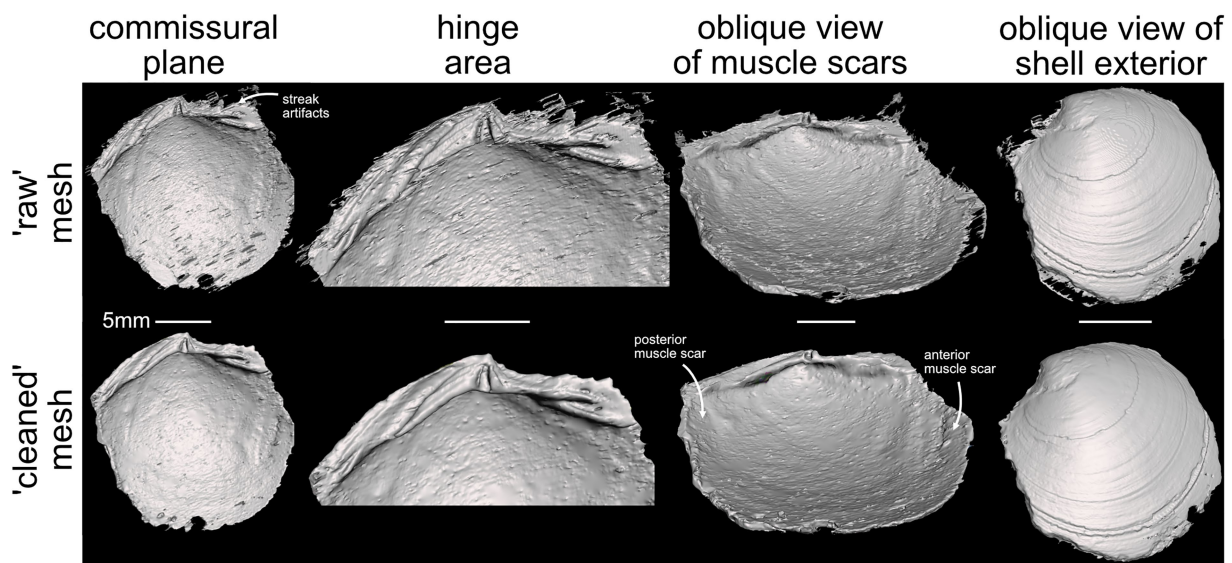 commissural
plane
hinge
area
oblique view
of muscle scars
oblique view of
shell exterior
'raw'
mesh
streak
artifacts
5mm
'cleaned'
mesh
posterior
muscle scar
anterior
muscle scar